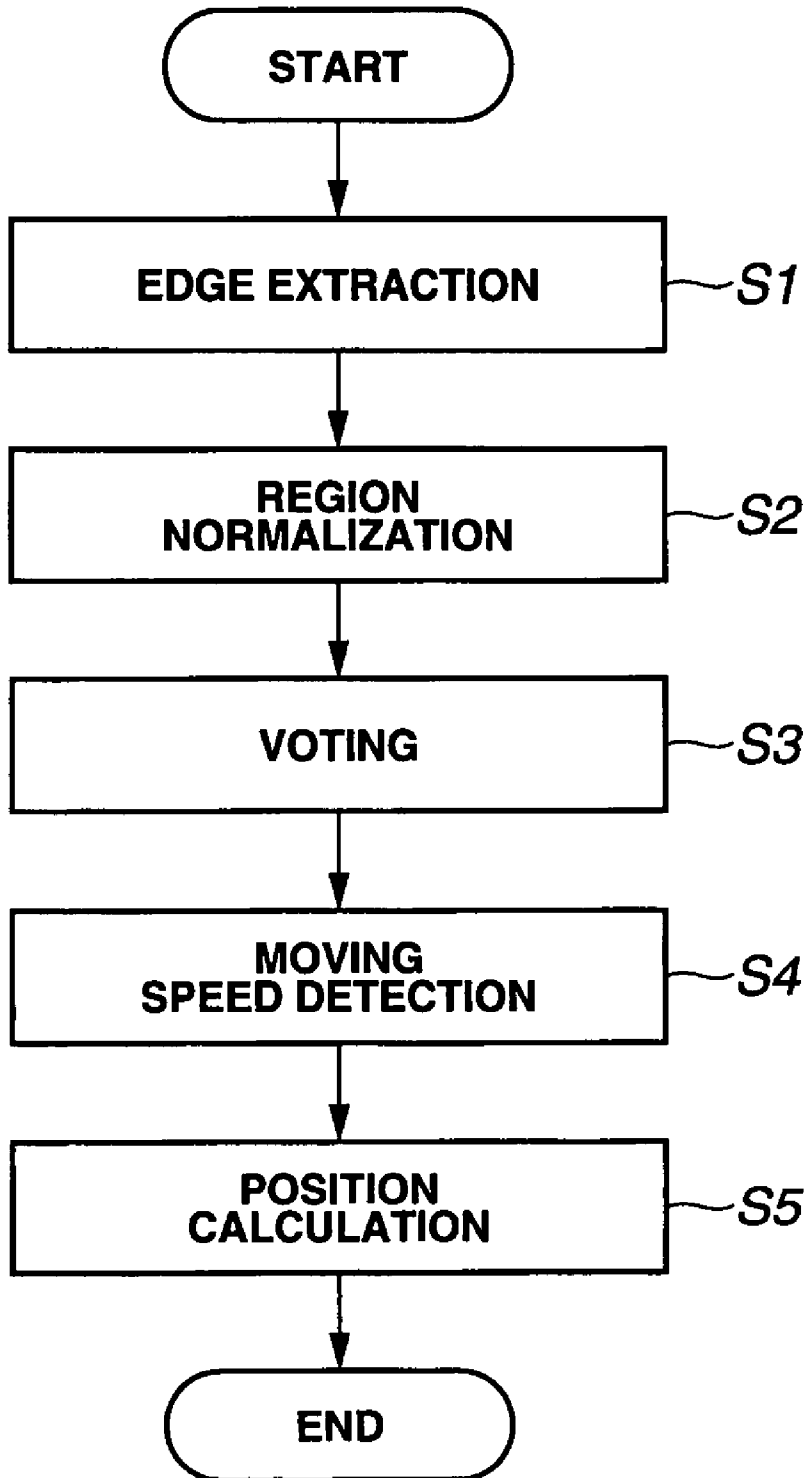 START
EDGE EXTRACTION
S1
REGION
NORMALIZATION
S2
VOTING
S3
MOVING
SPEED DETECTION
S4
POSITION
CALCULATION
S5
END